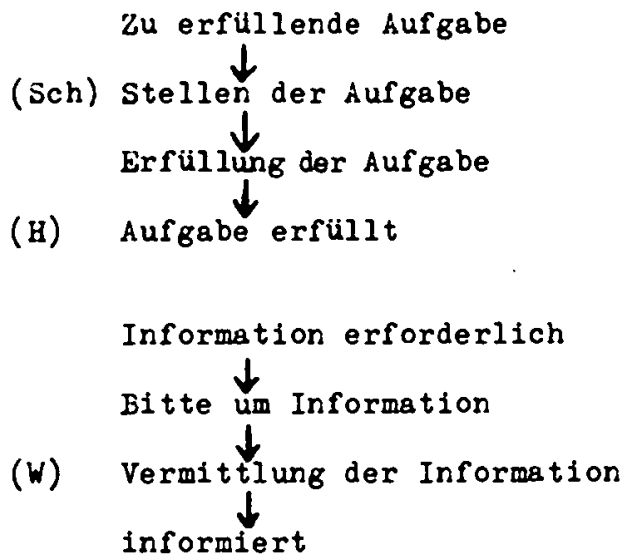 Zu erfüllende Aufgabe
(Sch) Stellen der Aufgabe
Erfüllung der Aufgabe
(H) Aufgabe erfüllt
Information erforderlich
Bitte um Information
(W) Vermittlung der Information
informiert